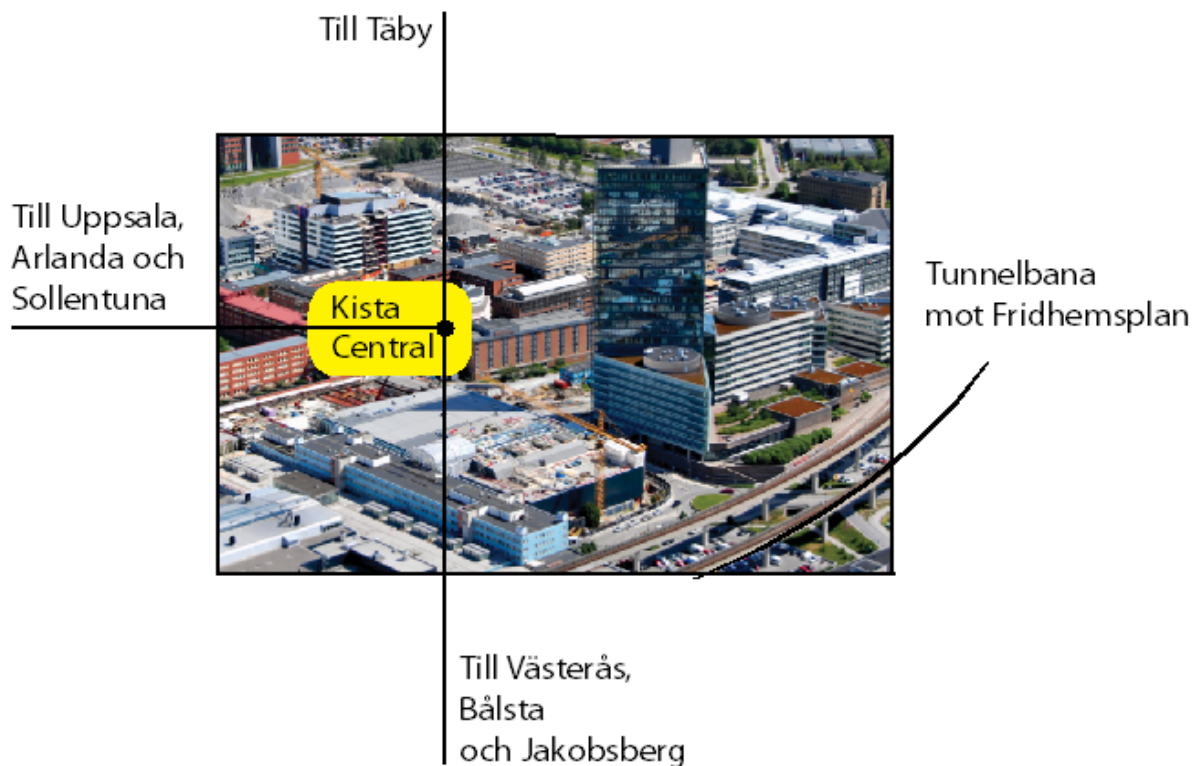 Till Täby
Till Uppsala,
Arlanda och
Sollentuna
Kista
Central
Tunnelbana
mot Fridhemsplan
Till Västerås,
Bålsta
och Jakobsberg